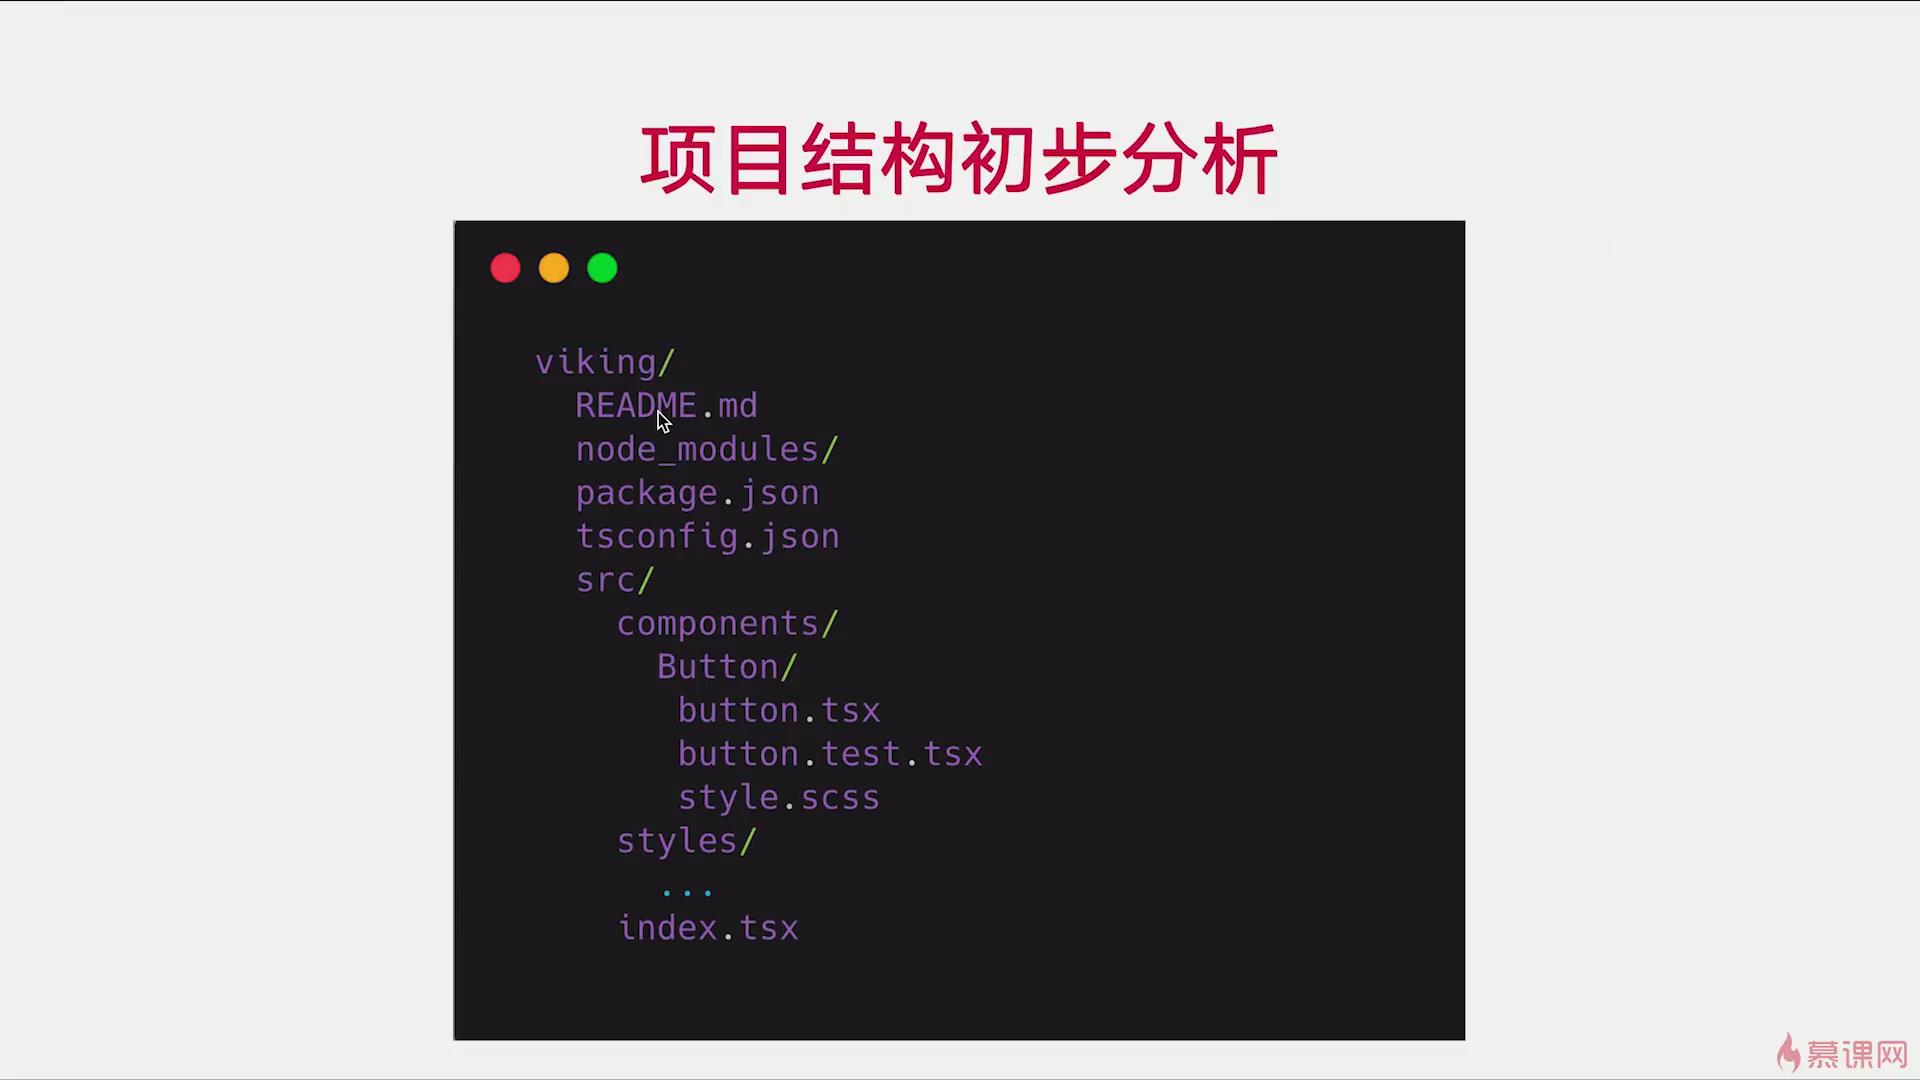 项目结构初步分析
viking/
README.md
node_modules/
package.json
tsconfig.json
src/
components/
Button/
button.tsx
button.test.tsx
style.scss
styles/
...
index.tsx
慕课网